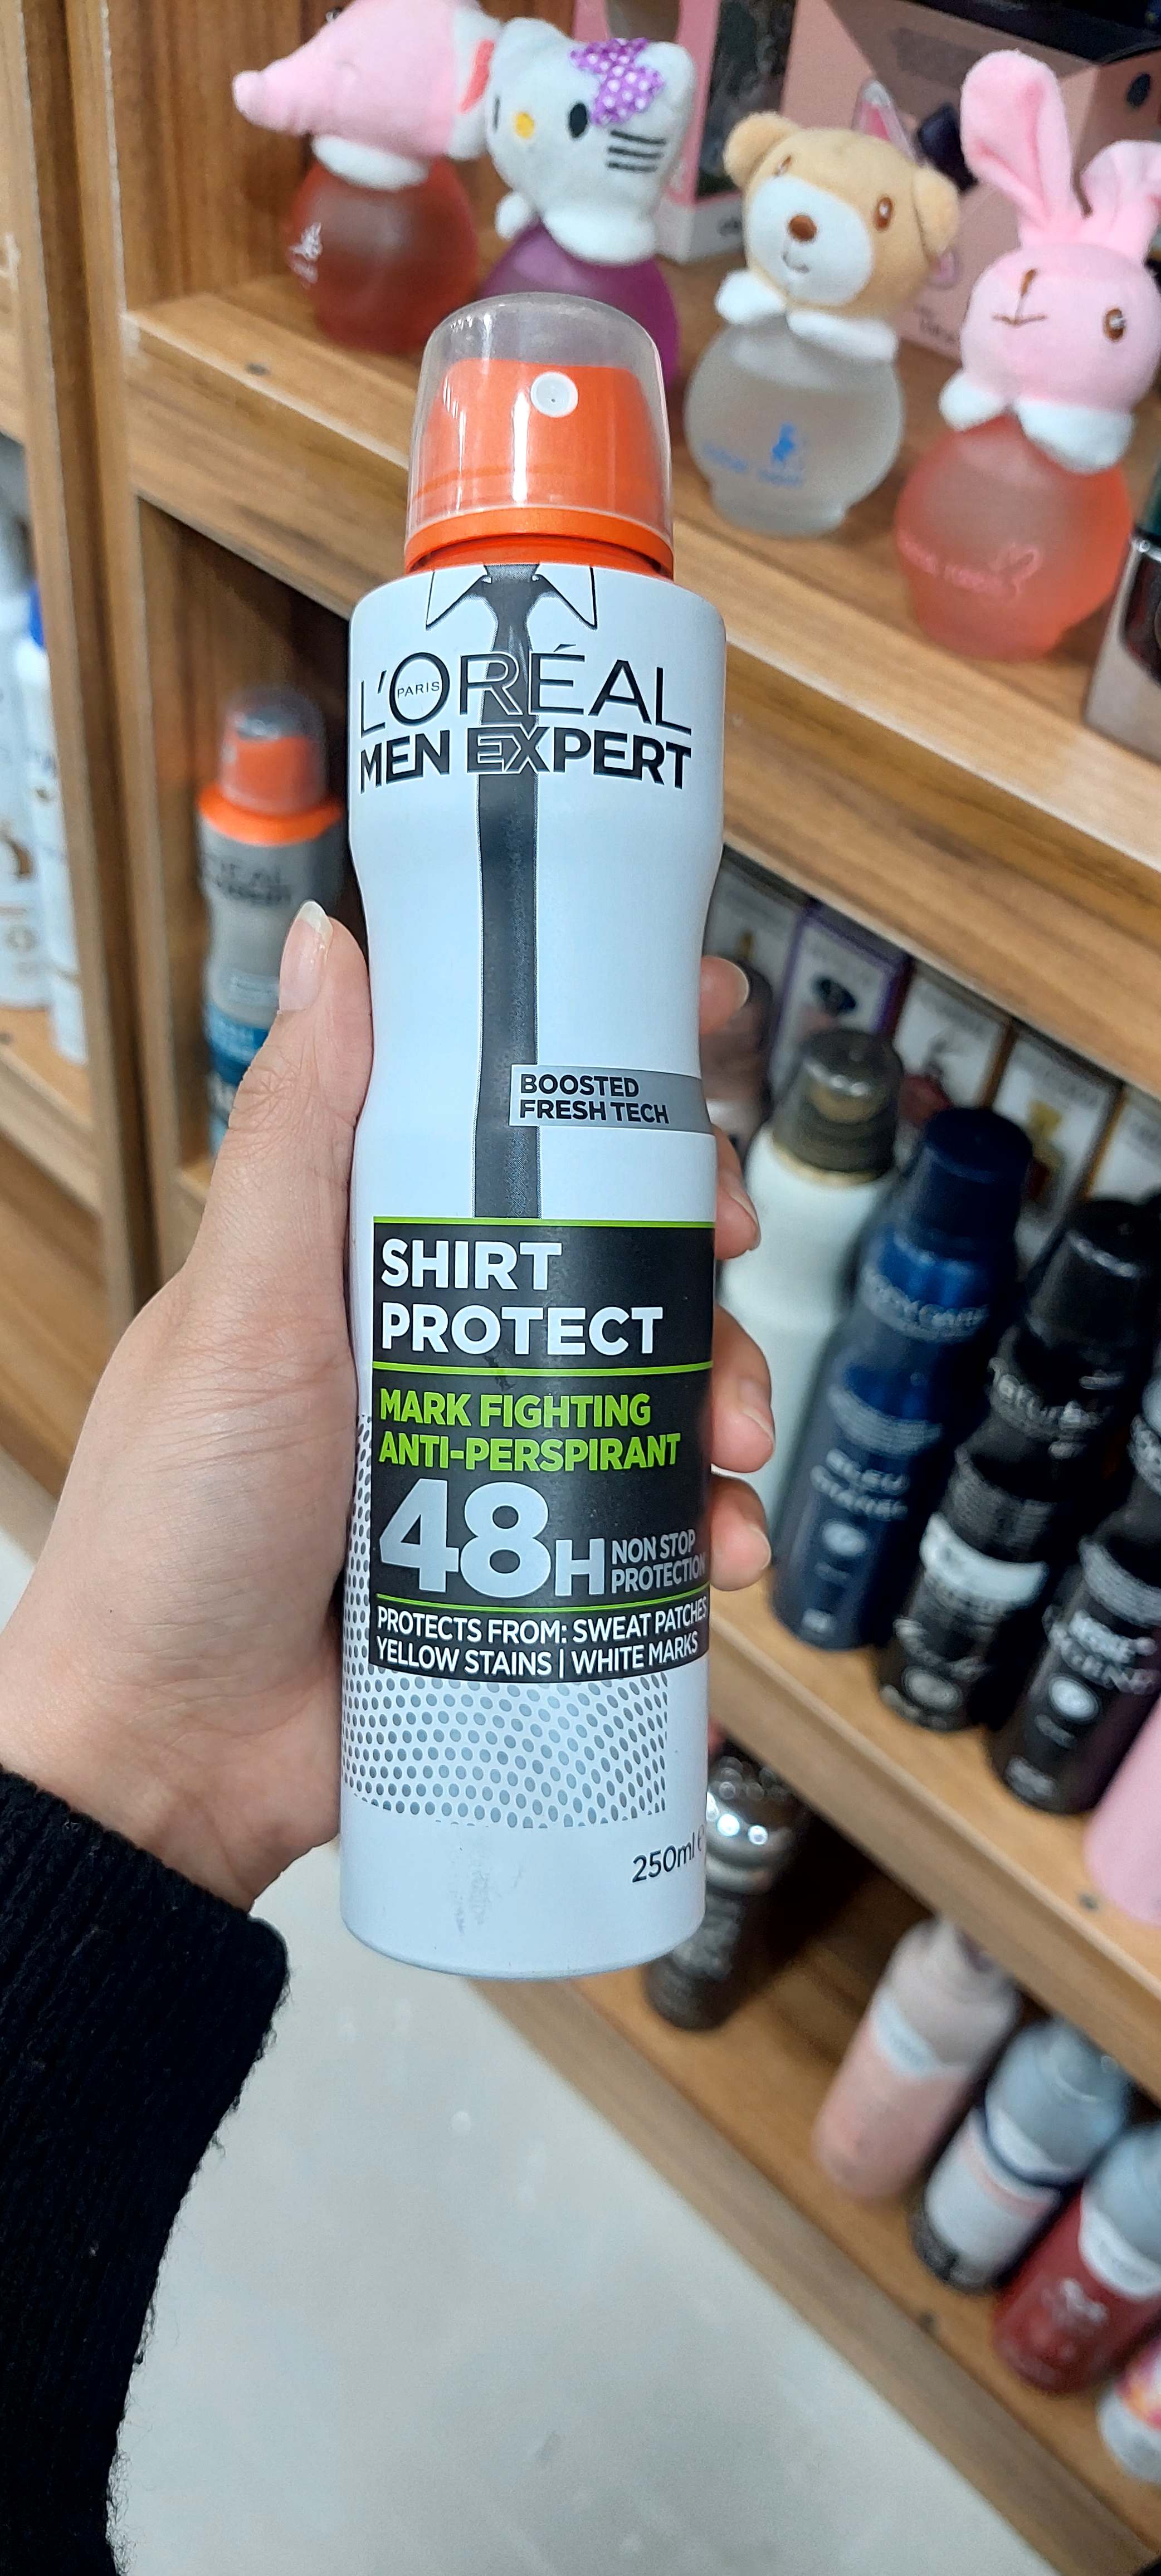 L'ORÉAL
PARIS
MEN EXPERT
BOOSTED
FRESH TECH
SHIRT
PROTECT
MARK FIGHTING
ANTI-PERSPIRANT
48H NON STOP
PROTECTION
PROTECTS FROM: SWEAT PATCHES
YELLOW STAINS | WHITE MARKS
250ml e
BLEU